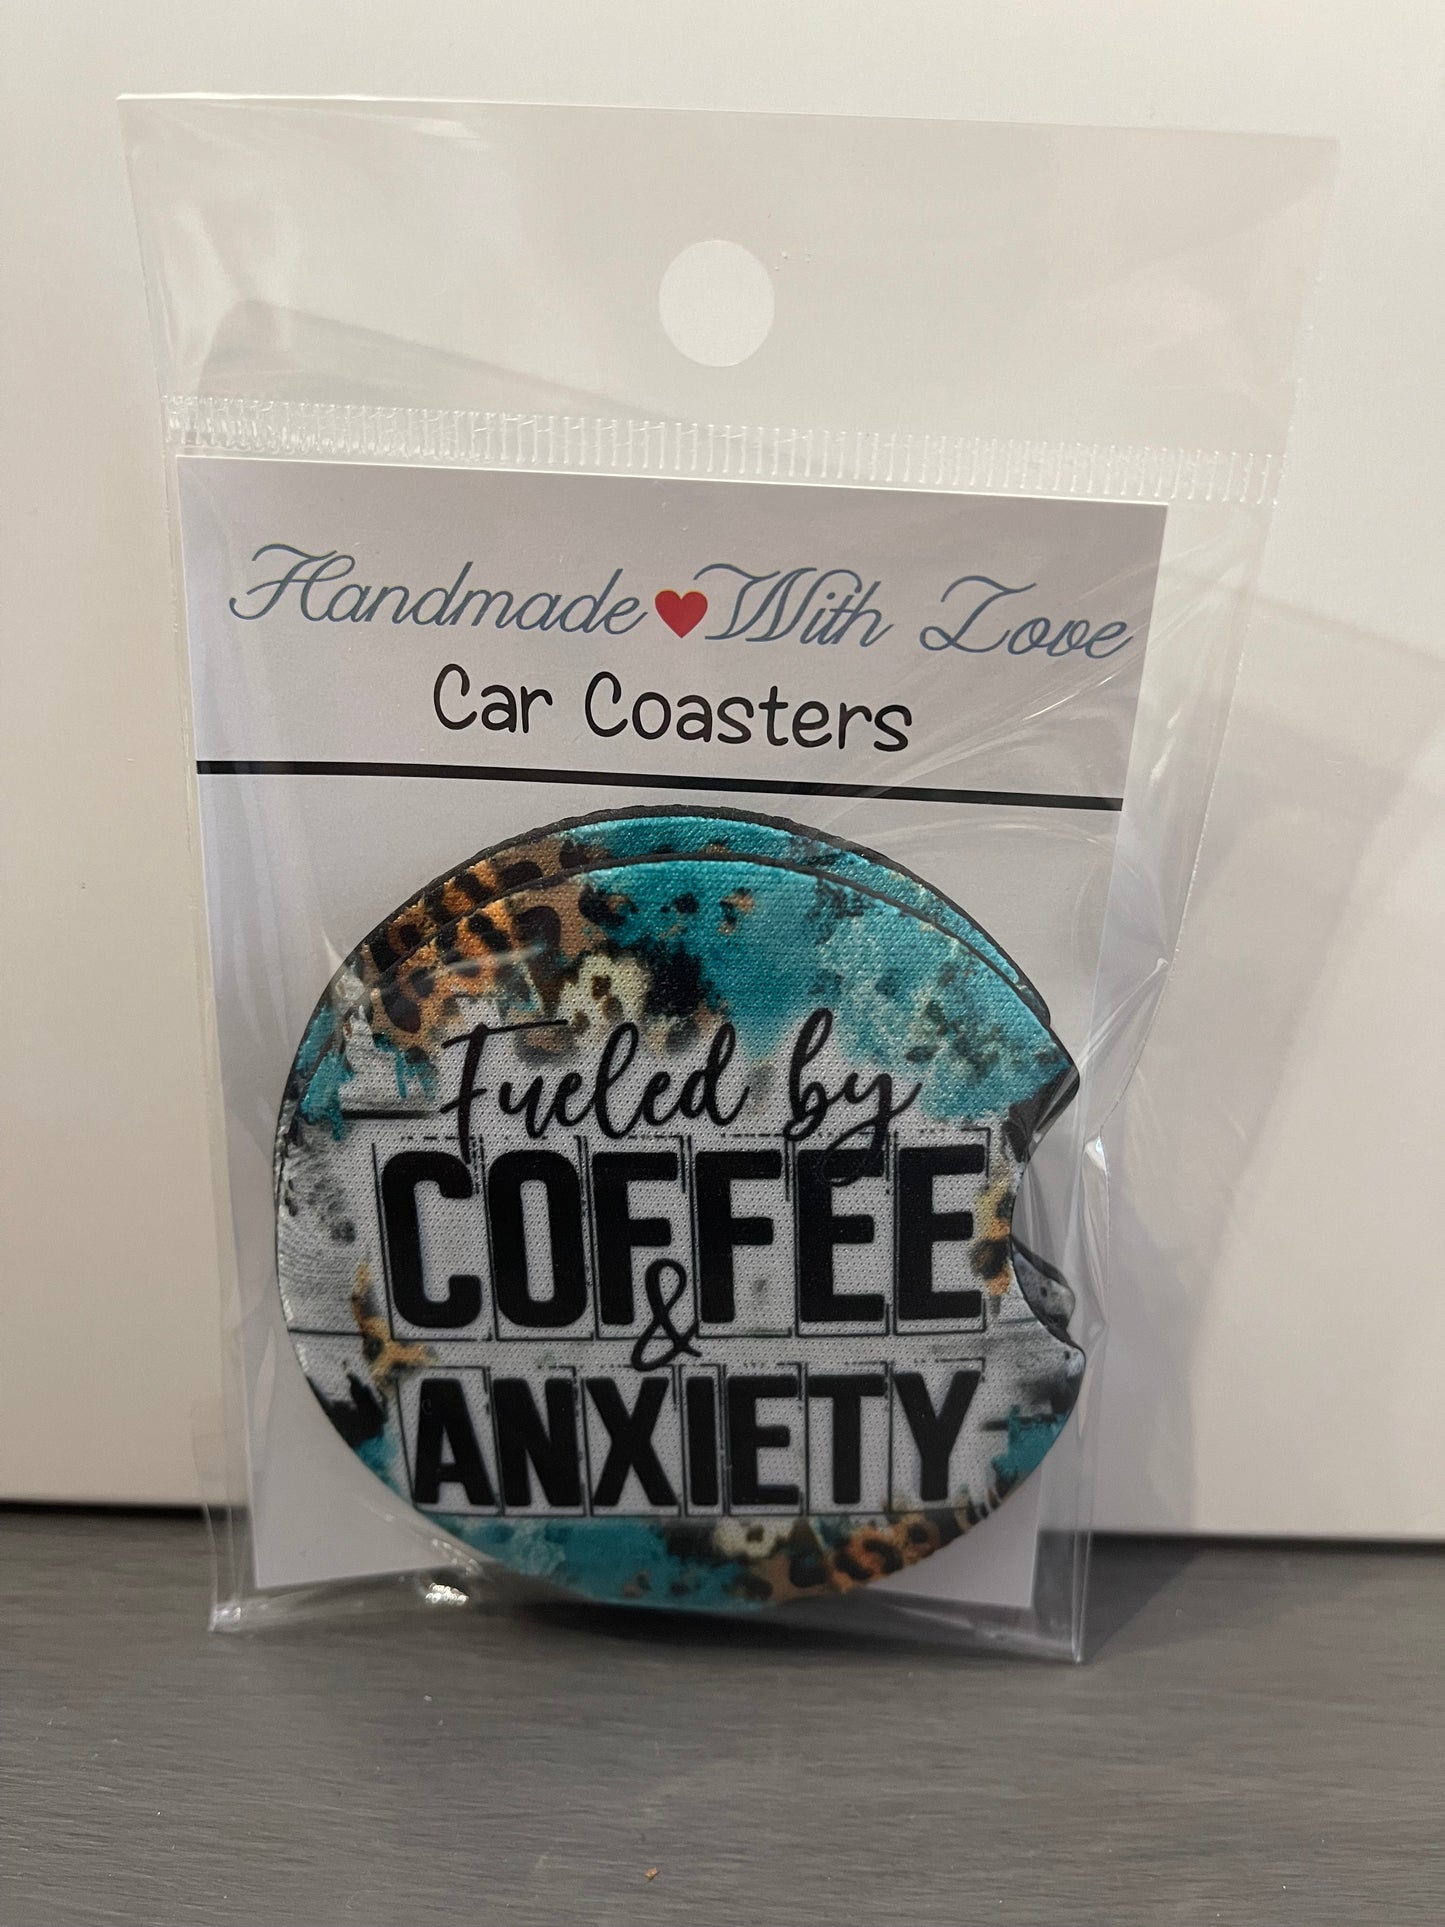 Handmade With Love
Car Coasters
Fueled by
COFFEE
&
ANXIETY